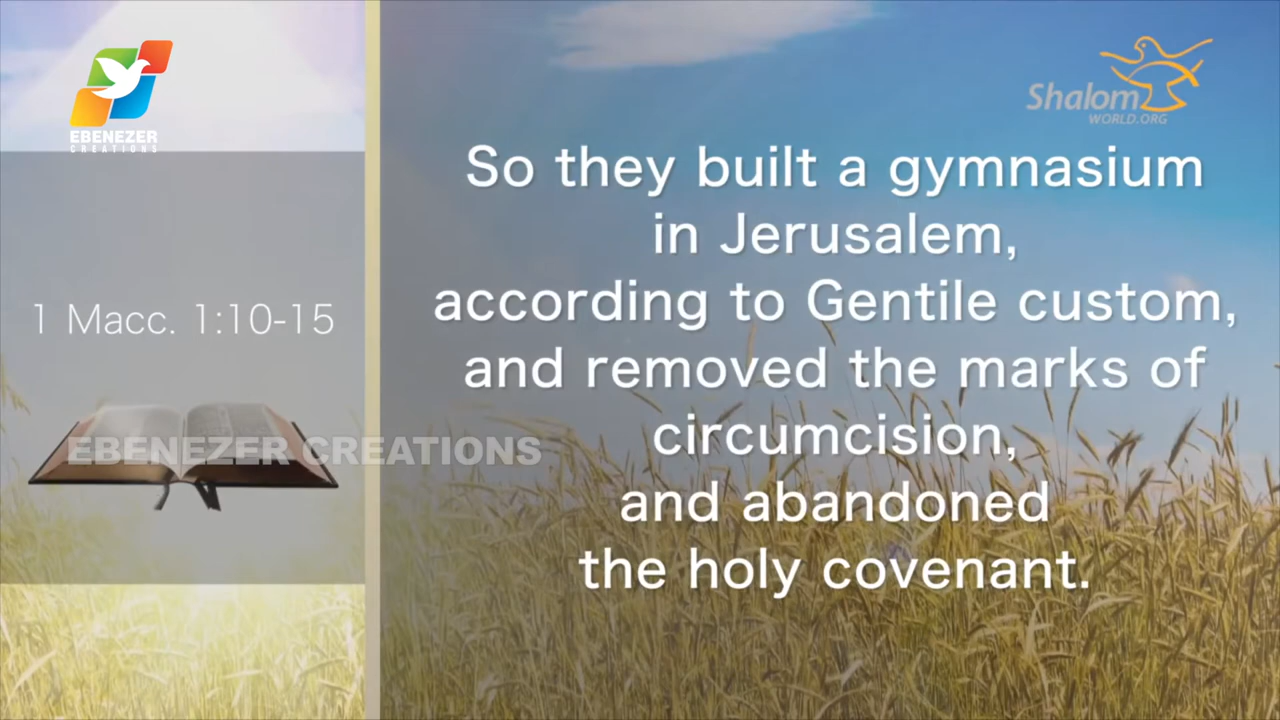 EBENEZER
CREATIONS
Shalom
WORLD.ORG
1 Macc. 1:10-15
So they built a gymnasium
in Jerusalem,
according to Gentile custom,
and removed the marks of
circumcision,
and abandoned
the holy covenant.
EBENEZER CREATIONS